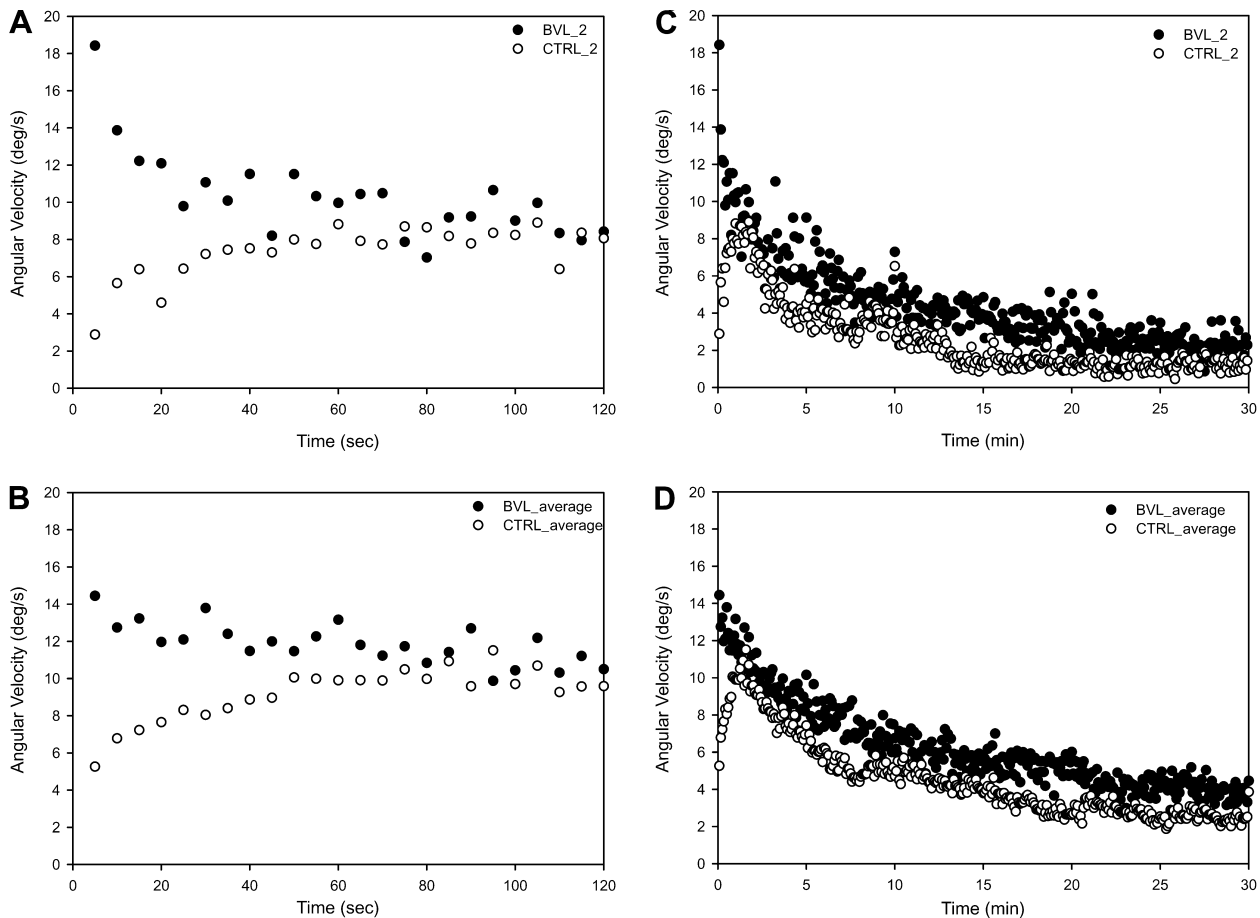 A
Angular Velocity (deg/s)
20
18
16
14
12
10
8
6
4
2
0
BVL_2
CTRL_2
0 20 40 60 80 100 120
Time (sec)
C
Angular Velocity (deg/s)
20
18
16
14
12
10
8
6
4
2
0
BVL_2
CTRL_2
0 5 10 15 20 25 30
Time (min)
B
Angular Velocity (deg/s)
20
18
16
14
12
10
8
6
4
2
0
BVL_average
CTRL_average
0 20 40 60 80 100 120
Time (sec)
D
Angular Velocity (deg/s)
20
18
16
14
12
10
8
6
4
2
0
BVL_average
CTRL_average
0 5 10 15 20 25 30
Time (min)